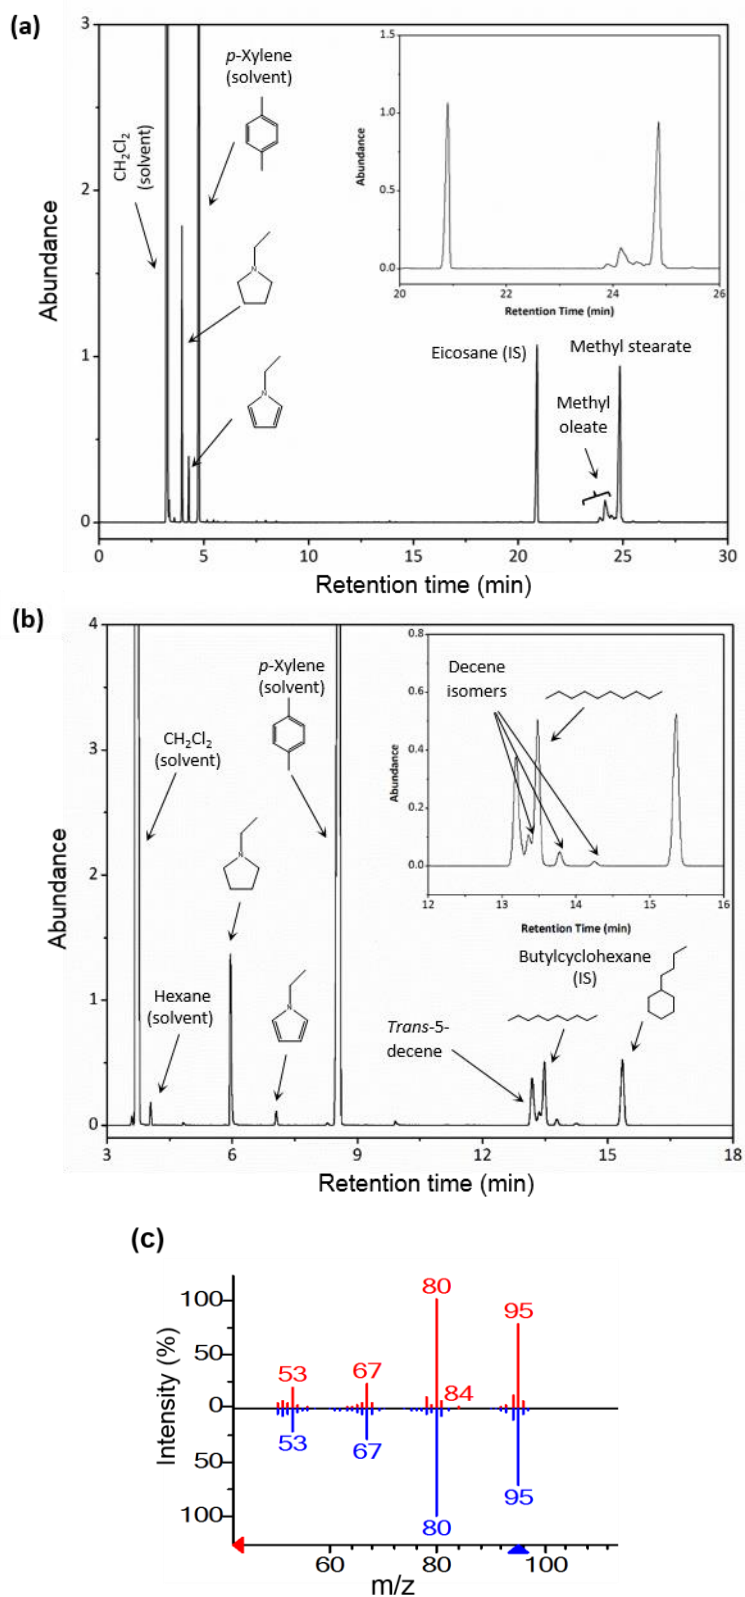 (a)
3
2
1
0
Abundance
CH2Cl2
(solvent)
p-Xylene
(solvent)
N
N
1.5
1.0
0.5
0.0
Abundance
20
22
24
26
Retention Time (min)
Eicosane (IS)
Methyl stearate
Methyl
oleate
0
5
10
15
20
25
30
Retention time (min)
(b)
4
3
2
1
0
Abundance
p-Xylene
(solvent)
CH2Cl2
(solvent)
N
Hexane
(solvent)
N
0.8
0.6
0.4
0.2
0.0
Abundance
Decene
isomers
12
13
14
15
16
Retention Time (min)
Butylcyclohexane
(IS)
Trans-5-
decene
3
6
9
12
15
18
Retention time (min)
(c)
100
50
0
50
100
Intensity (%)
53
67
80
84
95
53
67
80
95
60
80
100
m/z